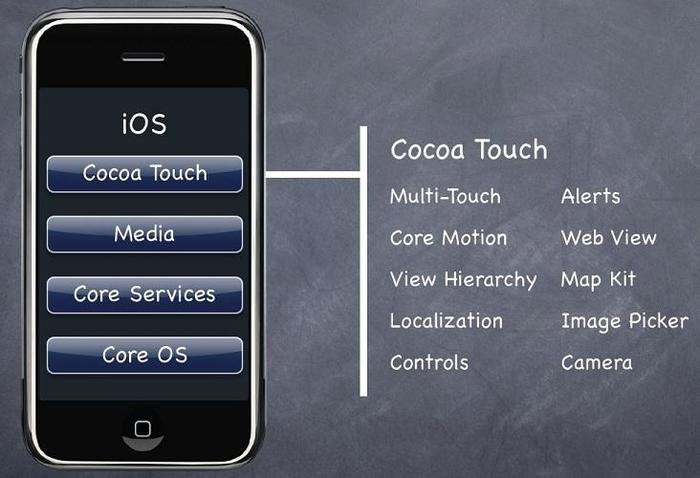 iOS
Cocoa Touch
Media
Core Services
Core OS
Cocoa Touch
Multi-Touch
Core Motion
View Hierarchy
Localization
Controls
Alerts
Web View
Map Kit
Image Picker
Camera